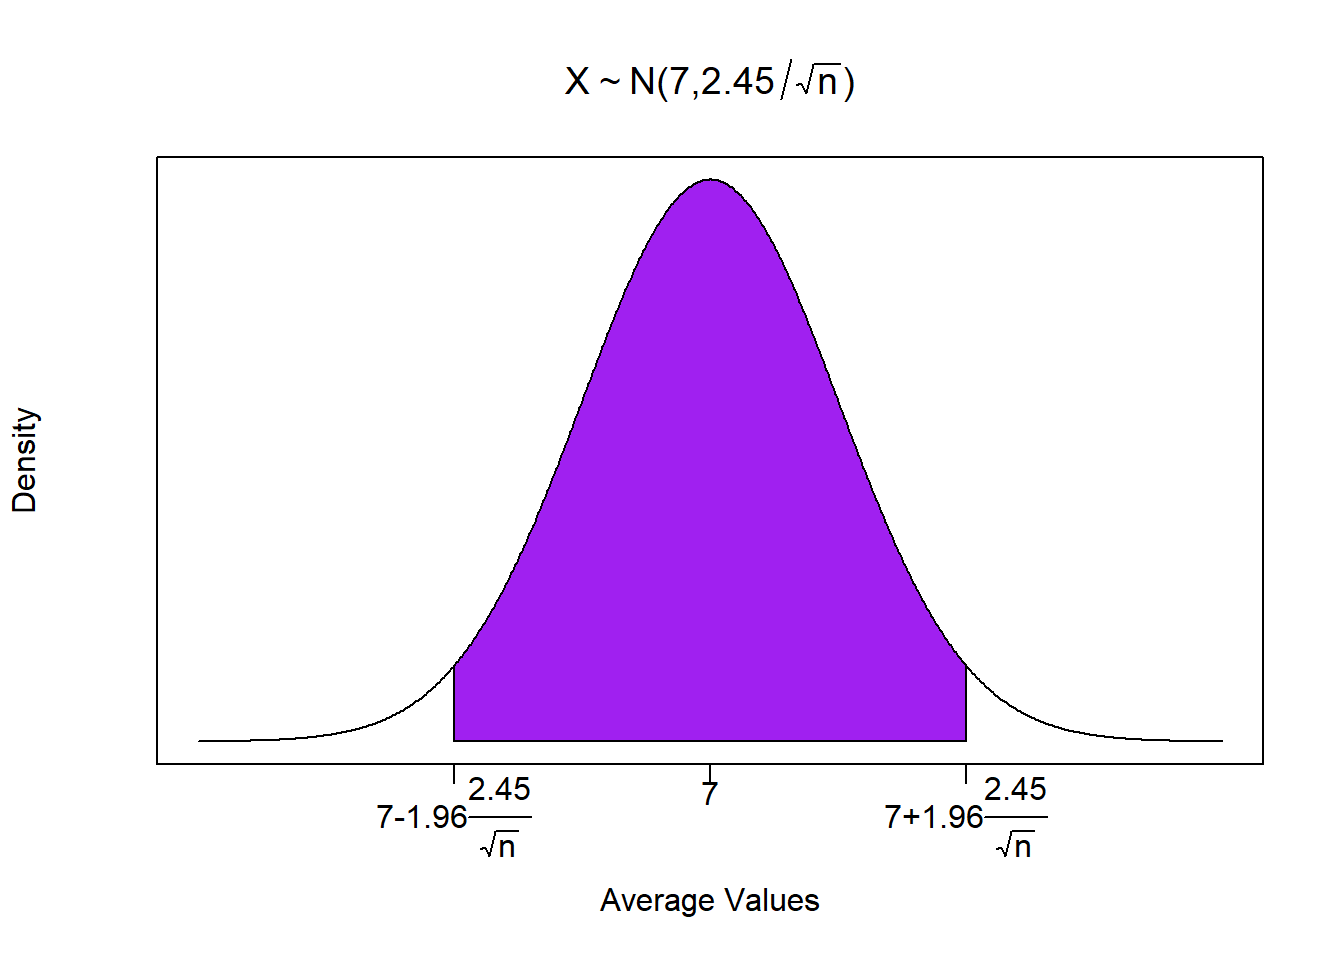 X ~ N(7,2.45/√n)
Density
7-1.96 2.45/√n
7
7+1.96 2.45/√n
Average Values